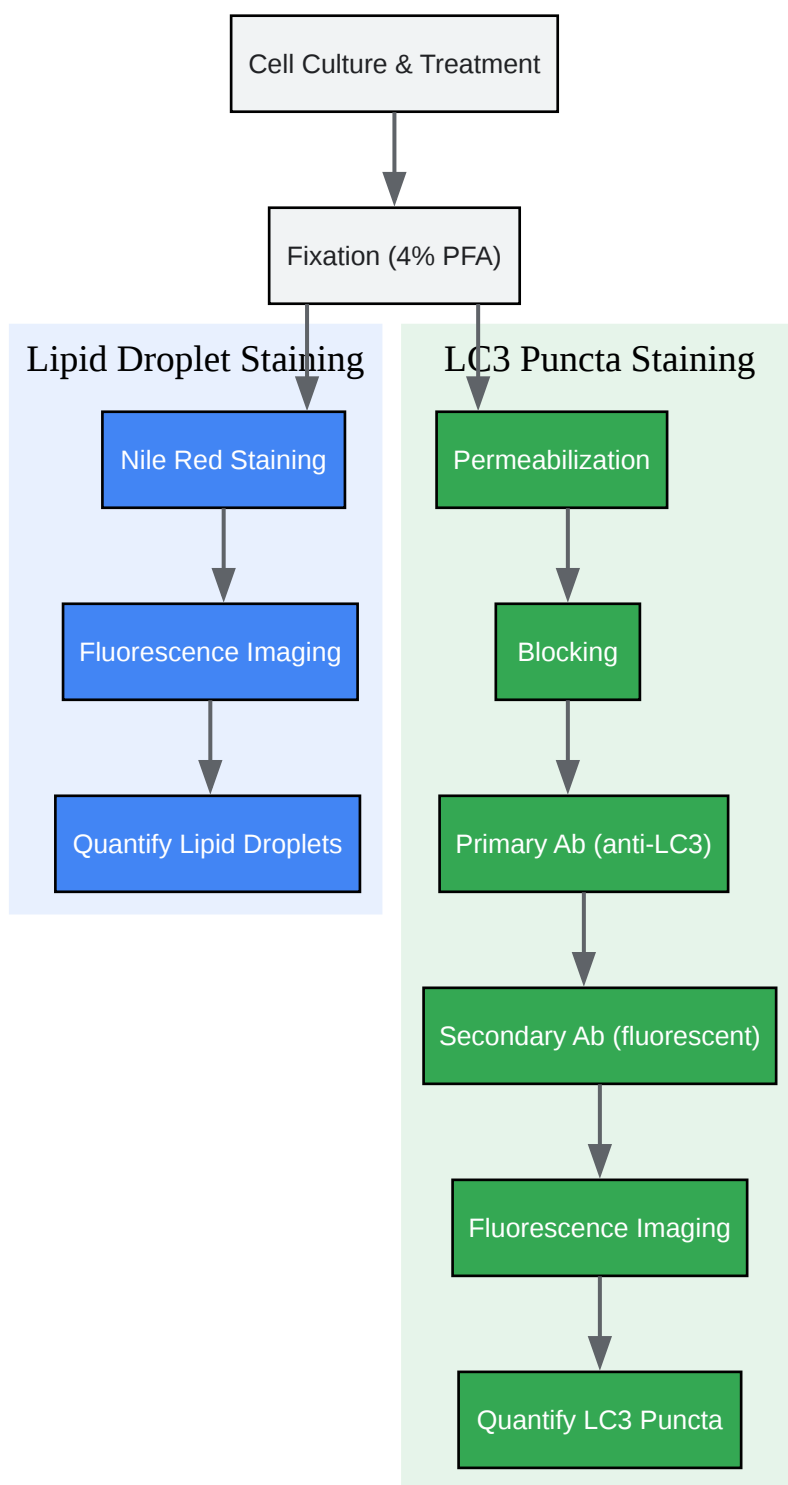 Cell Culture & Treatment
Fixation (4% PFA)
Lipid Droplet Staining
Nile Red Staining
Fluorescence Imaging
Quantify Lipid Droplets
LC3 Puncta Staining
Permeabilization
Blocking
Primary Ab (anti-LC3)
Secondary Ab (fluorescent)
Fluorescence Imaging
Quantify LC3 Puncta